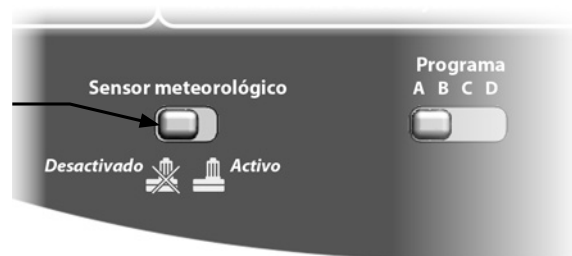 Sensor meteorológico
Desactivado
Activo
Programa
A B C D